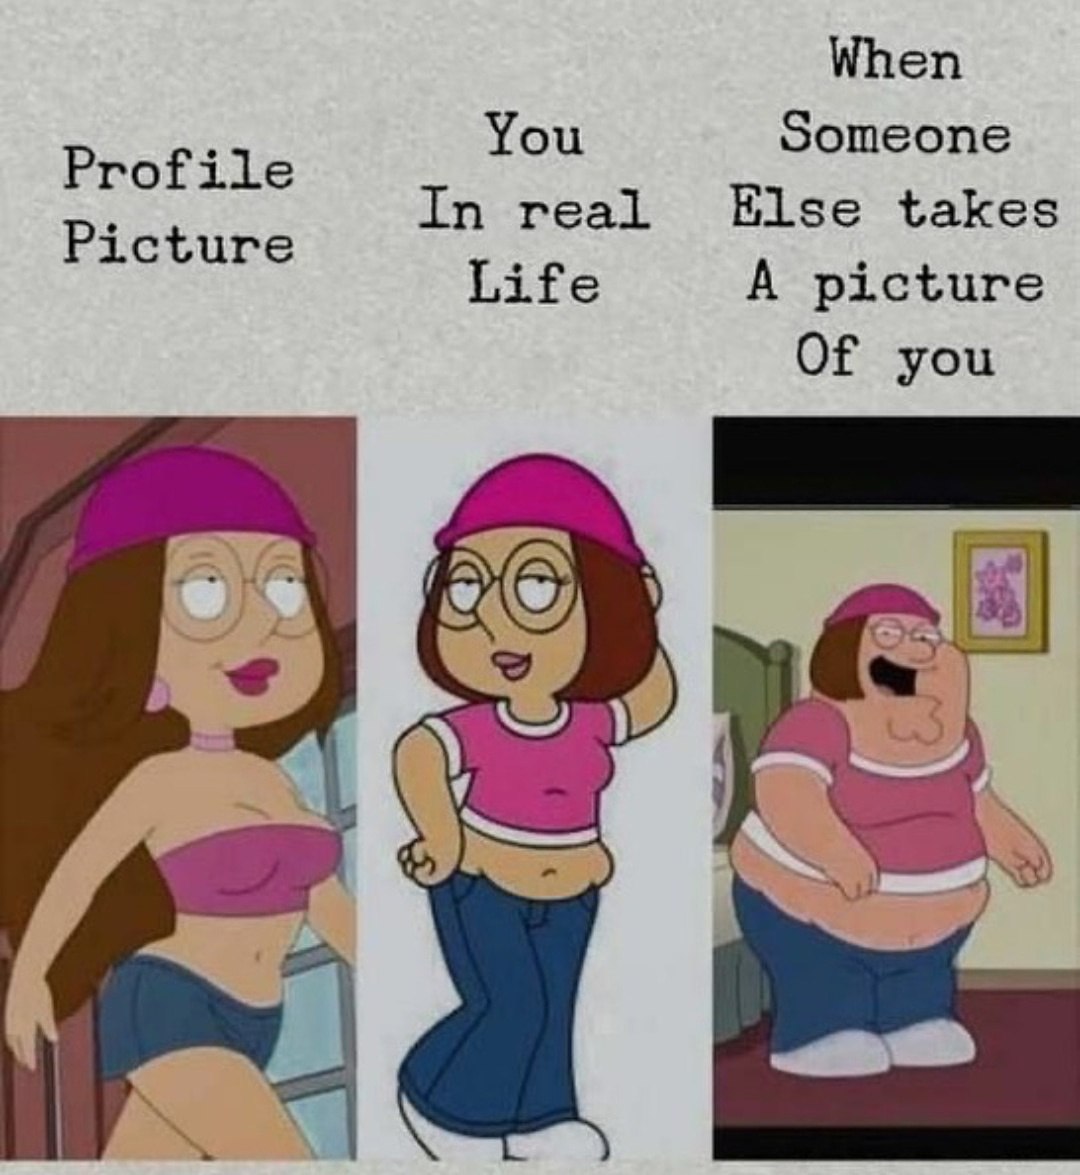 Profile
Picture
You
In real
Life
When
Someone
Else takes
A picture
Of you